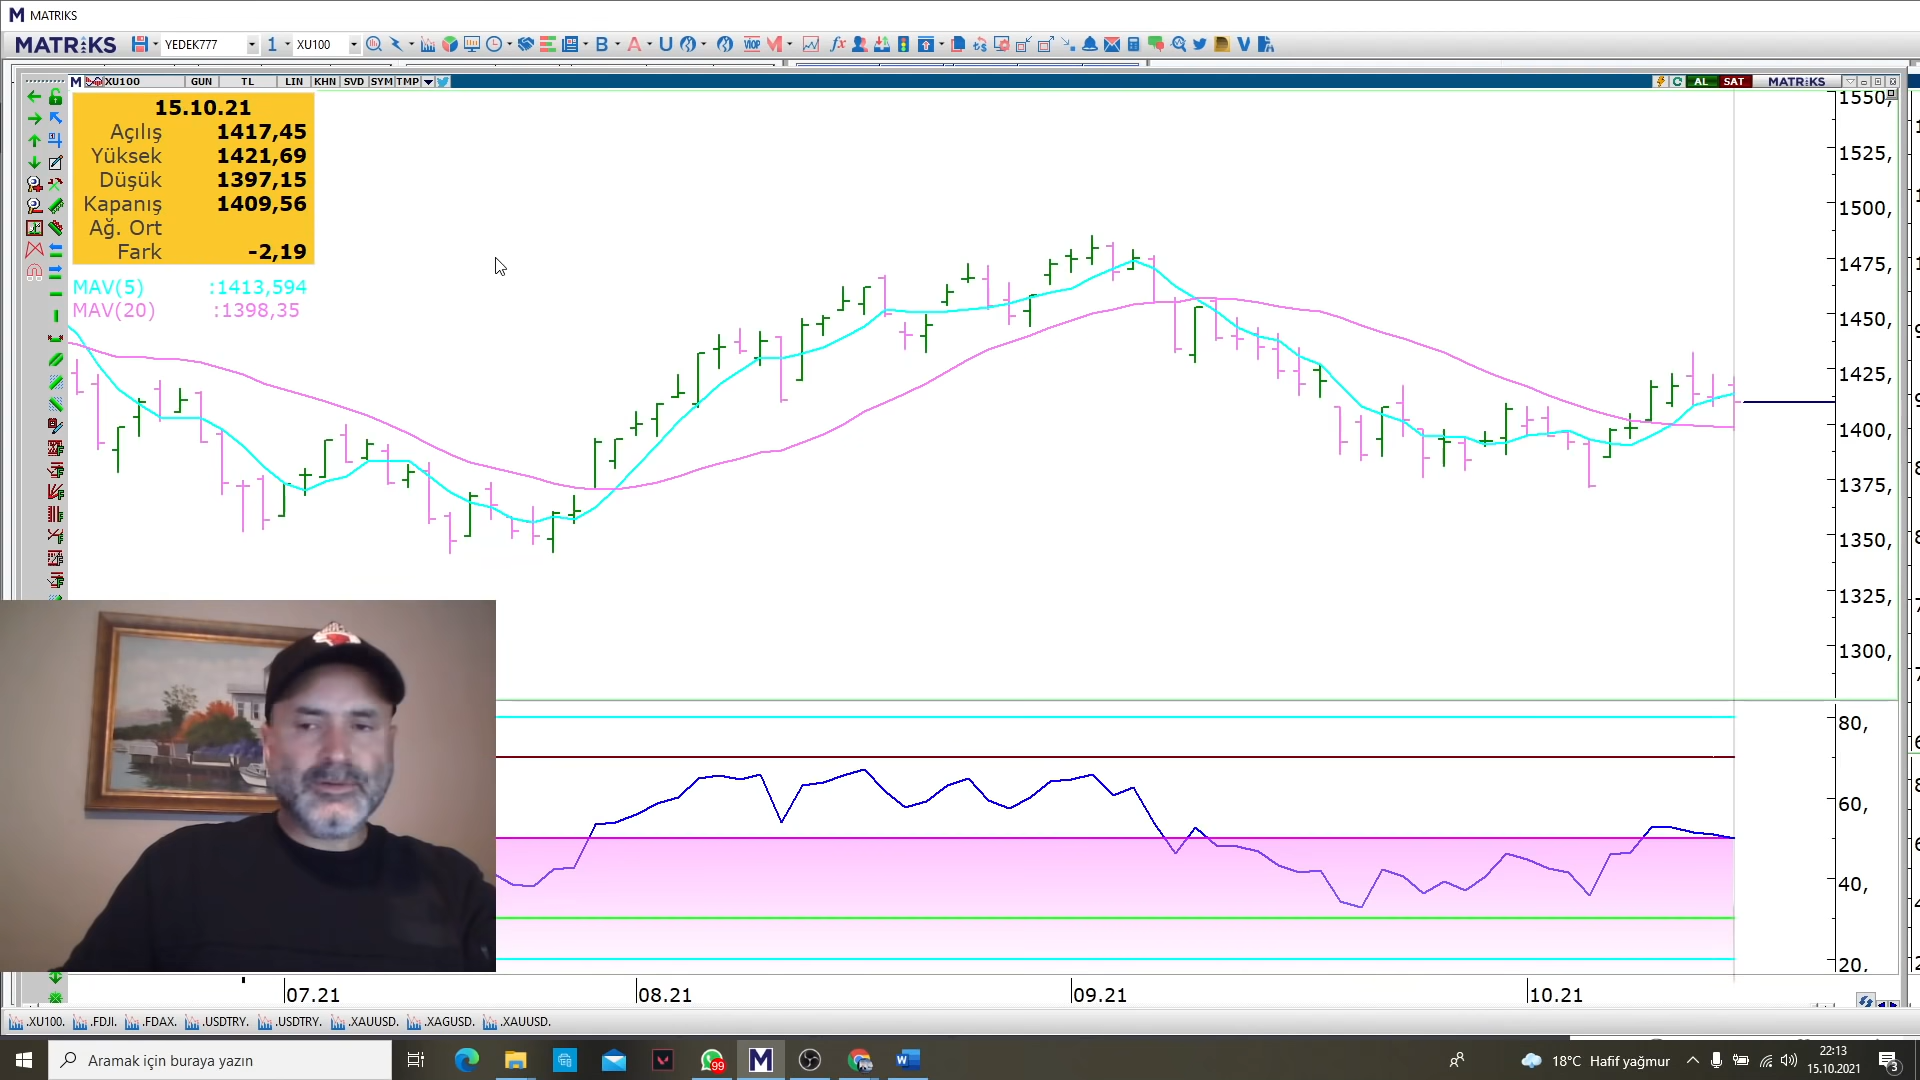 MATRIKS
MATRIKS YEDEK777 1 XU100 B A U VIOP M fx V
XU100 GUN TL LIN KHN SVD SYM TMP AL SAT MATRIKS
15.10.21
Açılış 1417,45
Yüksek 1421,69
Düşük 1397,15
Kapanış 1409,56
Ağ. Ort
Fark -2,19
MAV(5) :1413,594
MAV(20) :1398,35
1550,
1525,
1500,
1475,
1450,
1425,
1400,
1375,
1350,
1325,
1300,
80,
60,
40,
20,
07.21 08.21 09.21 10.21
.XU100. .FDJI. .FDAX. .USDTRY. .USDTRY. .XAUUSD. .XAGUSD. .XAUUSD.
Aramak için buraya yazın
99
18°C Hafif yağmur
22:13
15.10.2021
3